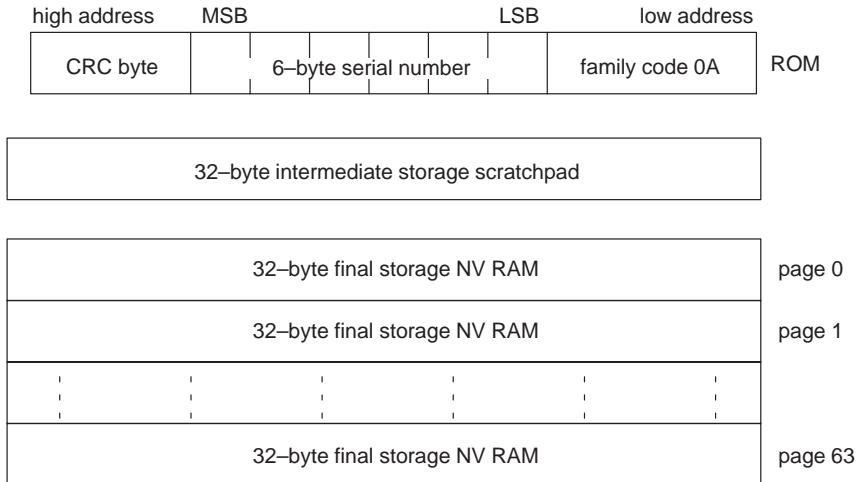 high address MSB LSB low address
CRC byte 6–byte serial number family code 0A ROM
32–byte intermediate storage scratchpad
32–byte final storage NV RAM page 0
32–byte final storage NV RAM page 1
32–byte final storage NV RAM page 63